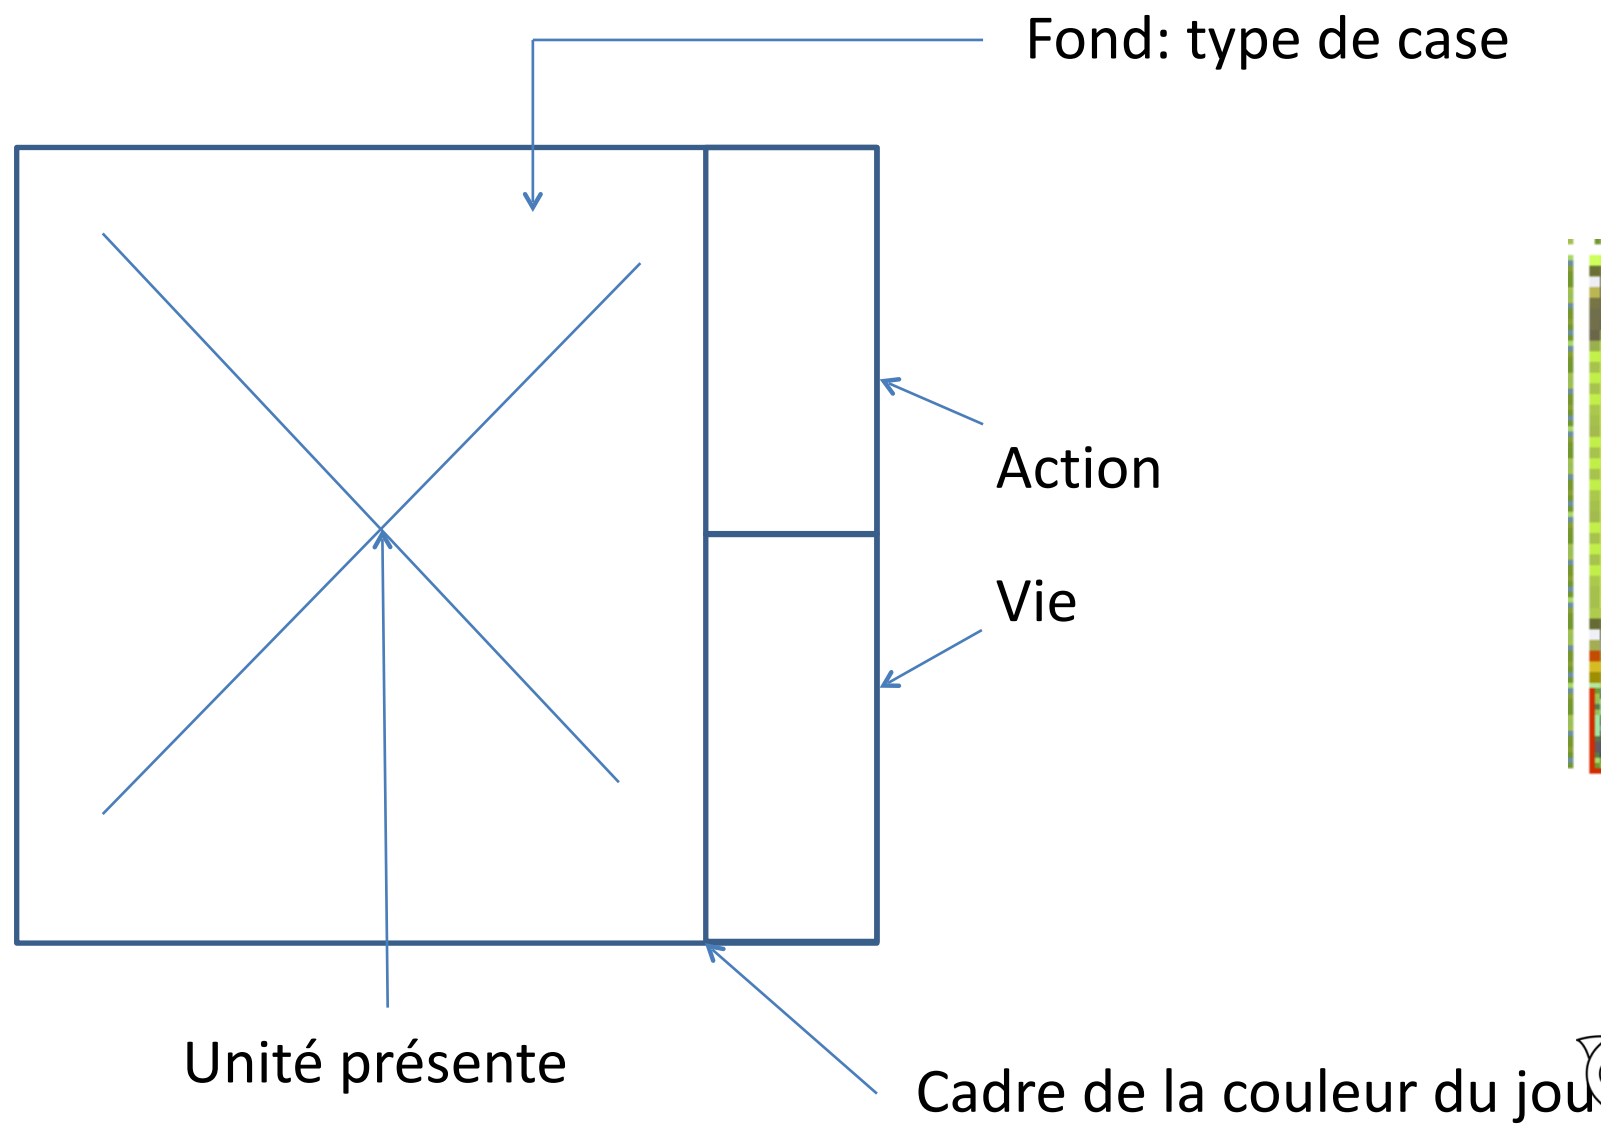 Fond: type de case
Action
Vie
Unité présente
Cadre de la couleur du jou